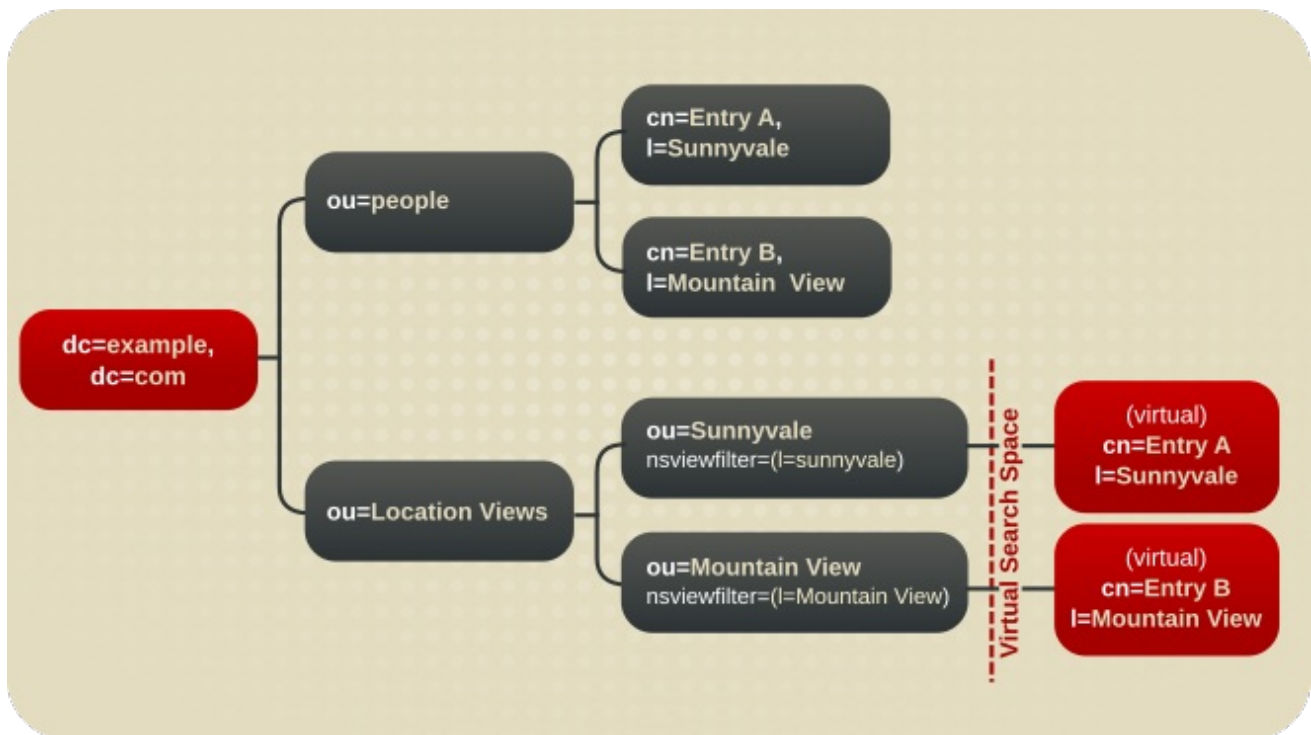 cn=Entry A,
l=Sunnyvale
ou=people
cn=Entry B,
l=Mountain  View
dc=example,
dc=com
ou=Sunnyvale
nsviewfilter=(l=sunnyvale)
ou=Location Views
ou=Mountain View
nsviewfilter=(l=Mountain View)
Virtual Search Space
(virtual)
cn=Entry A
l=Sunnyvale
(virtual)
cn=Entry B
l=Mountain View